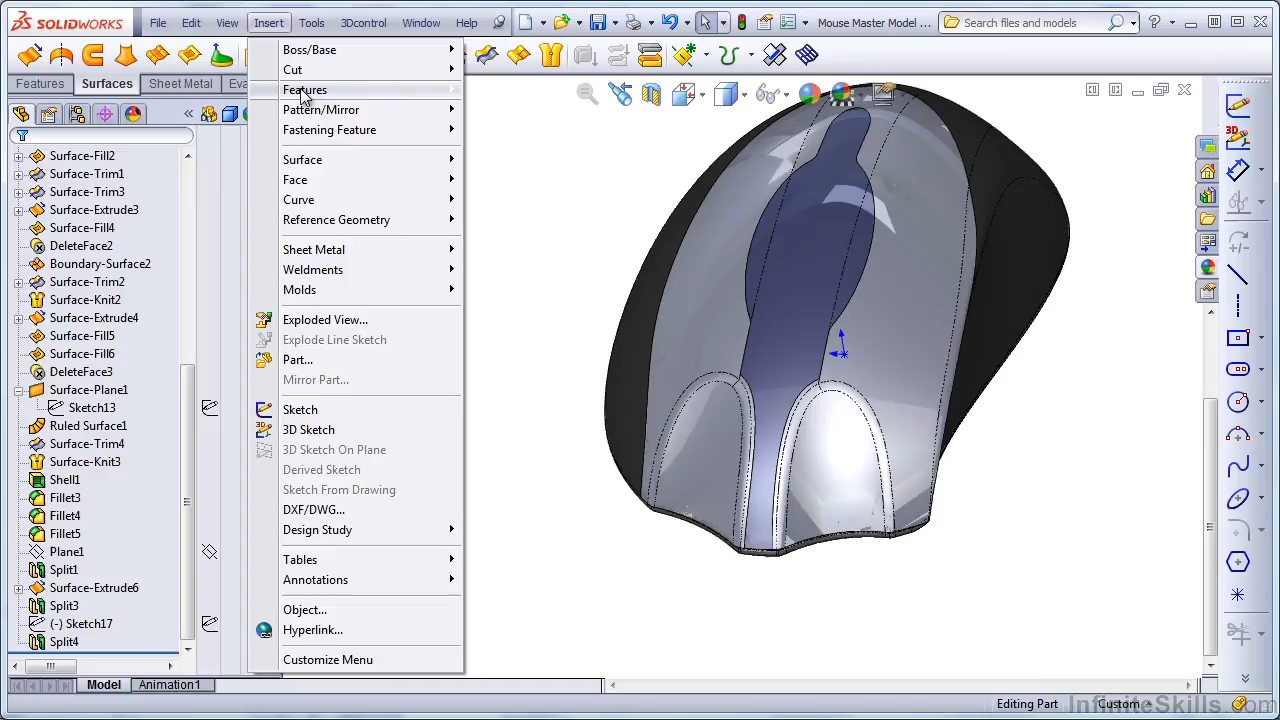 SOLIDWORKS File Edit View Insert Tools 3Dcontrol Window Help Mouse Master Model ... Search files and models
Features Surfaces Sheet Metal Eva
Boss/Base
Cut
Features
Pattern/Mirror
Fastening Feature
Surface
Face
Curve
Reference Geometry
Sheet Metal
Weldments
Molds
Exploded View...
Explode Line Sketch
Part...
Mirror Part...
Sketch
3D Sketch
3D Sketch On Plane
Derived Sketch
Sketch From Drawing
DXF/DWG...
Design Study
Tables
Annotations
Object...
Hyperlink...
Customize Menu
Surface-Fill2
Surface-Trim1
Surface-Trim3
Surface-Extrude3
Surface-Fill4
DeleteFace2
Boundary-Surface2
Surface-Trim2
Surface-Knit2
Surface-Extrude4
Surface-Fill5
Surface-Fill6
DeleteFace3
Surface-Plane1
Sketch13
Ruled Surface1
Surface-Trim4
Surface-Knit3
Shell1
Fillet3
Fillet4
Fillet5
Plane1
Split1
Surface-Extrude6
Split3
(-) Sketch17
Split4
3D
Model Animation1
Editing Part Custom
InfiniteSkills.com